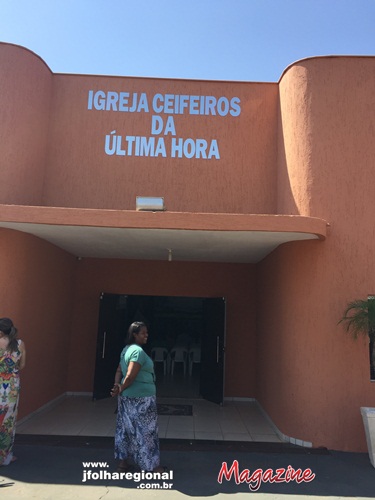 IGREJA CEIFEIROS
DA
ÚLTIMA HORA
www.
jfolharegional
.com.br
Magazine